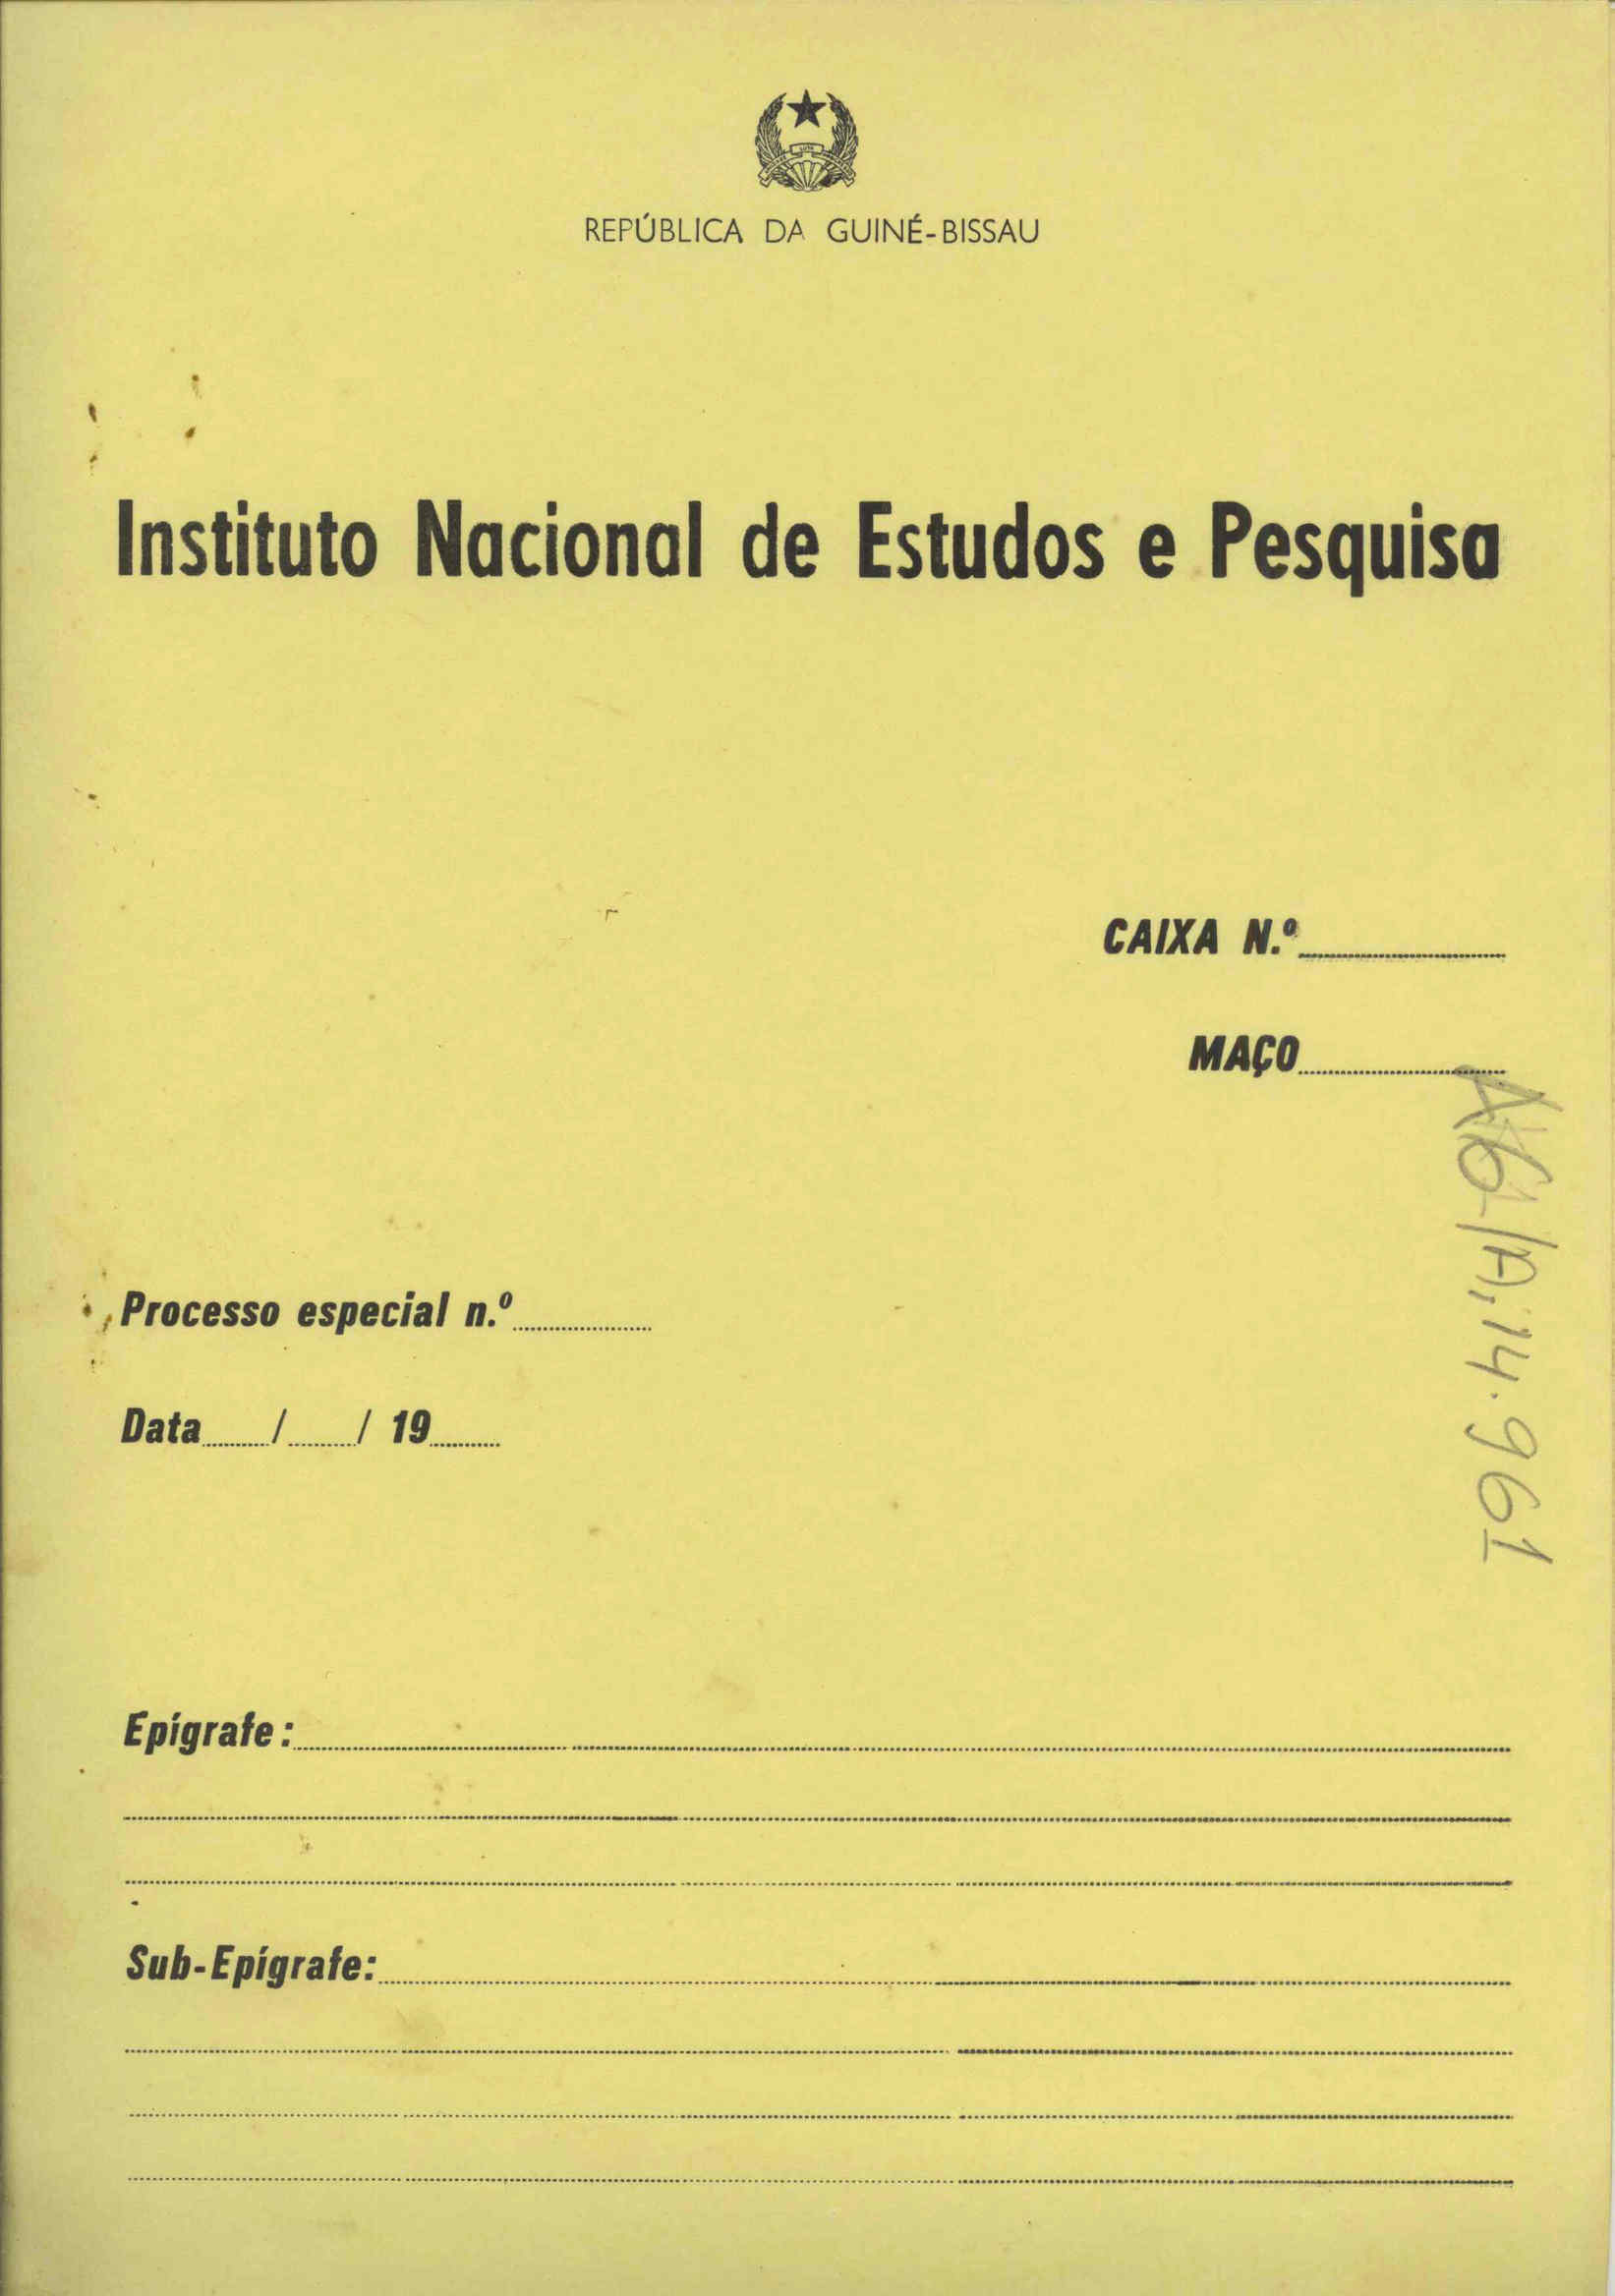 REPÚBLICA DA GUINÉ-BISSAU
Instituto Nacional de Estudos e Pesquisa
CAIXA N.º
MAÇO
14.961
Processo especial n.º
Data / / 19
Epígrafe:
Sub-Epígrafe: